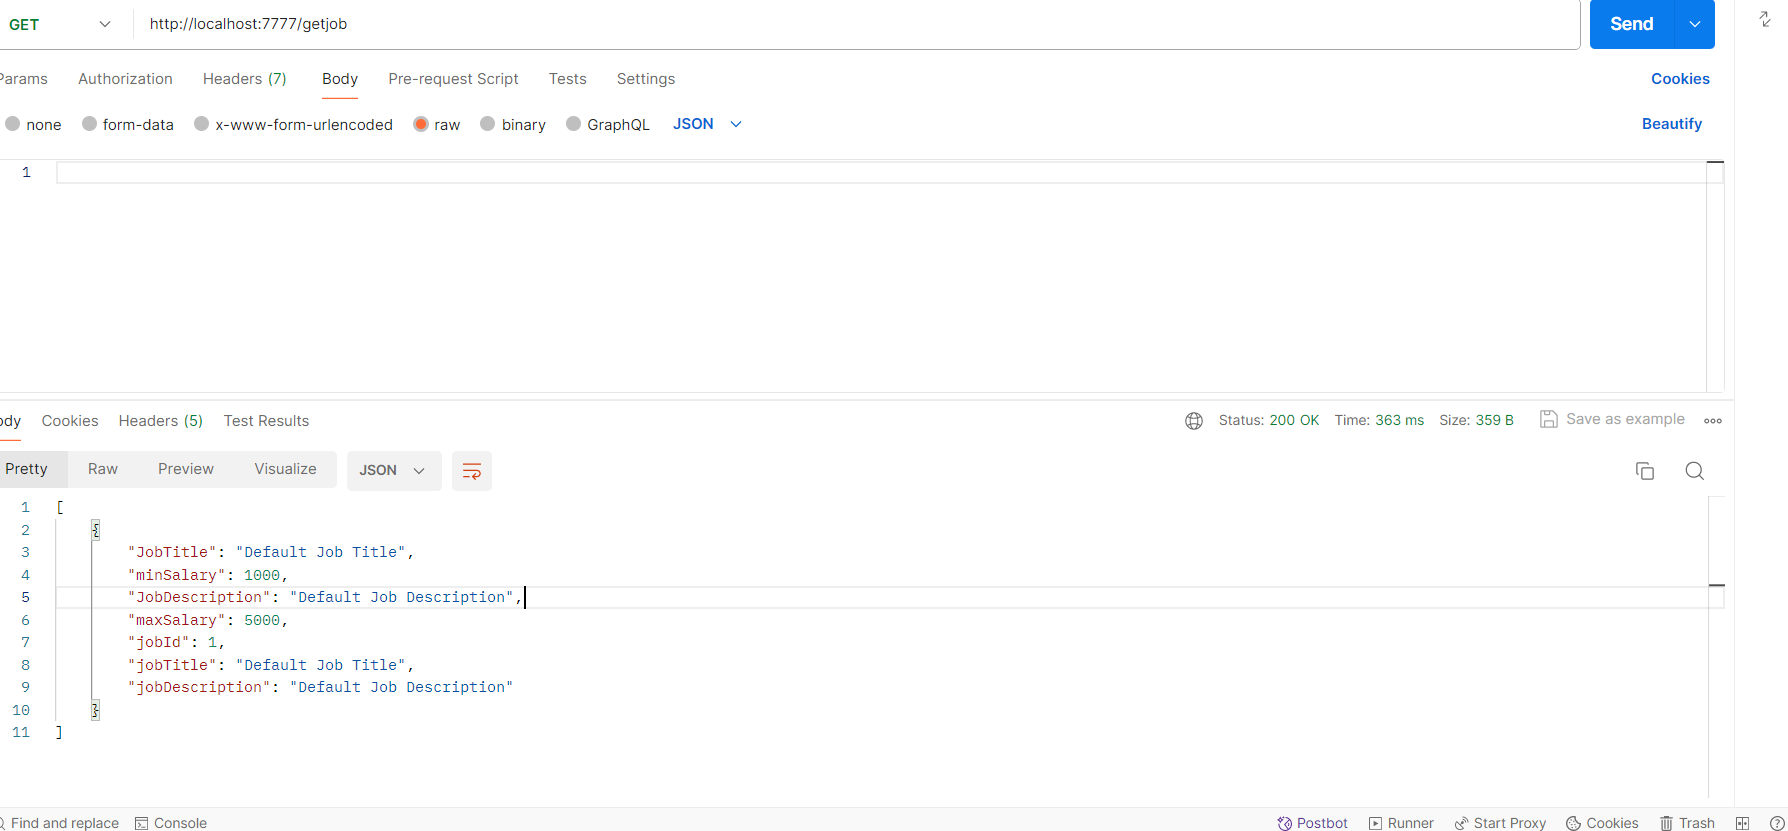 GET http://localhost:7777/getjob Send
Params Authorization Headers (7) Body Pre-request Script Tests Settings Cookies
none form-data x-www-form-urlencoded raw binary GraphQL JSON Beautify
1
ody Cookies Headers (5) Test Results Status: 200 OK Time: 363 ms Size: 359 B Save as example
Pretty Raw Preview Visualize JSON
1 [
2 {
3 "JobTitle": "Default Job Title",
4 "minSalary": 1000,
5 "JobDescription": "Default Job Description",
6 "maxSalary": 5000,
7 "jobId": 1,
8 "jobTitle": "Default Job Title",
9 "jobDescription": "Default Job Description"
10 }
11 ]
Find and replace Console Postbot Runner Start Proxy Cookies Trash